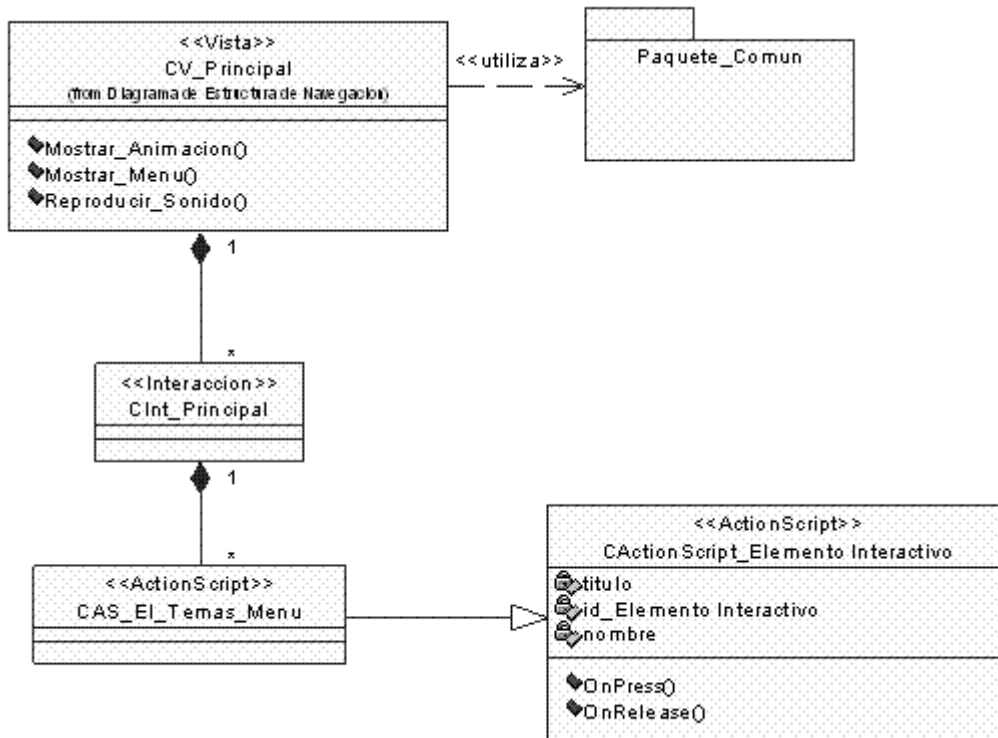 <<Vista>>
CV_Principal
(from Diagrama de Estructura de Navegacion)
Mostrar_Animacion()
Mostrar_Menu()
Reproducir_Sonido()
<<utiliza>>
Paquete_Comun
1
*
<<Interaccion>>
CInt_Principal
1
*
<<ActionScript>>
CAS_EI_Temas_Menu
<<ActionScript>>
CActionScript_Elemento Interactivo
titulo
id_Elemento Interactivo
nombre
OnPress()
OnRelease()